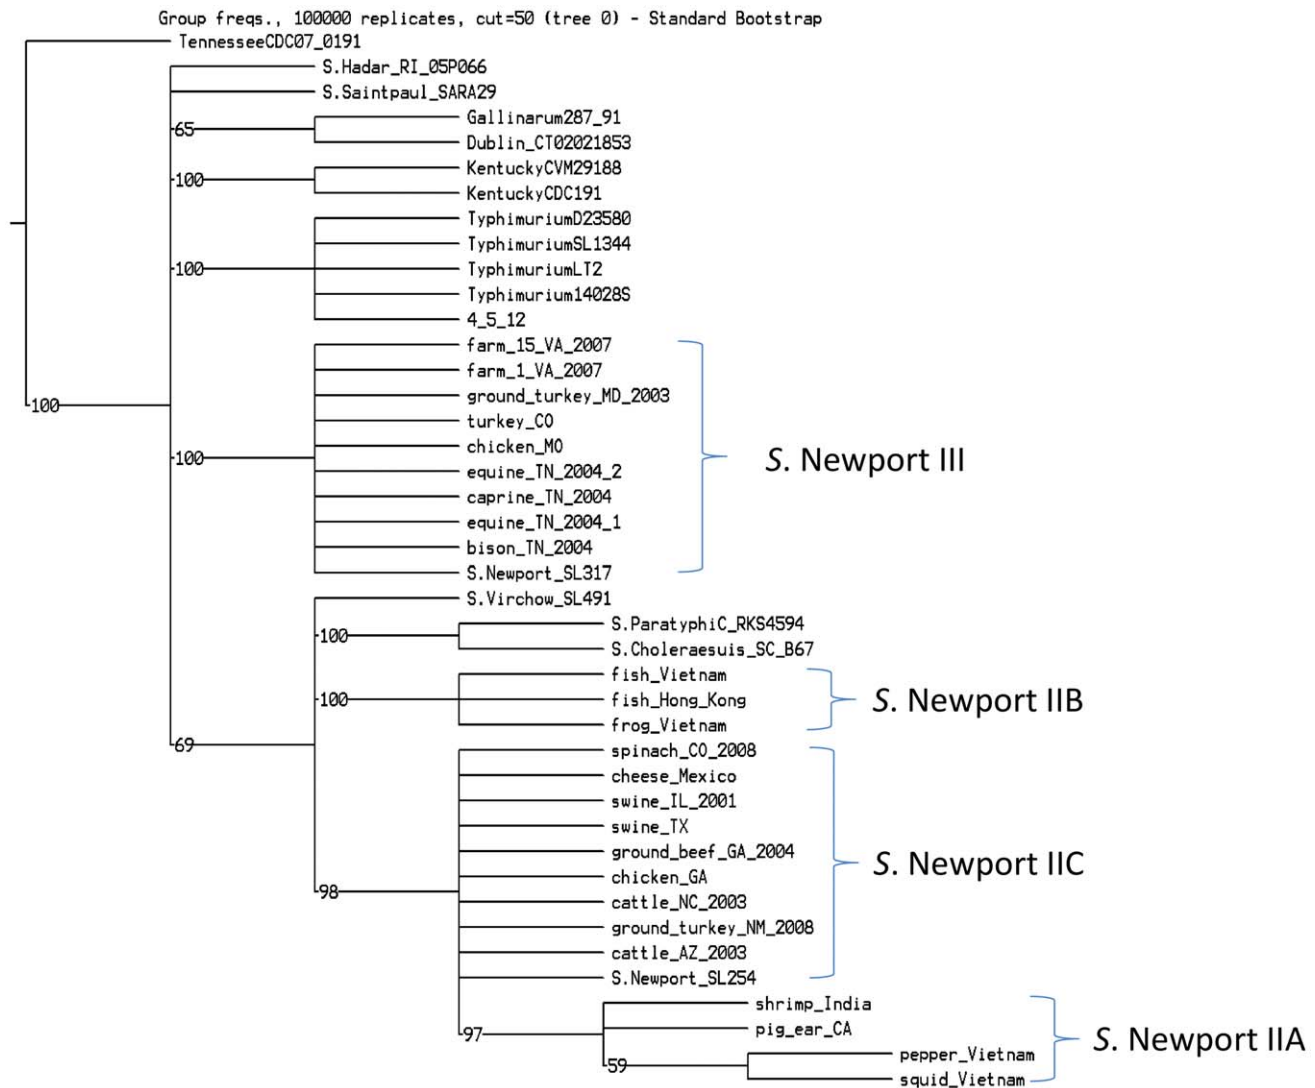 Group freqs., 100000 replicates, cut=50 (tree 0) - Standard Bootstrap
TennesseeCDC07_0191
S.Hadar_RI_05P066
S.Saintpaul_SARA29
Gallinarum287_91
65
Dublin_CT02021853
KentuckyCVM29188
100
KentuckyCDC191
TyphimuriumD23580
TyphimuriumSL1344
100
TyphimuriumLT2
Typhimurium14028S
4_5_12
farm_15_VA_2007
farm_1_VA_2007
ground_turkey_MD_2003
100
turkey_CO
chicken_MO
100
S. Newport III
equine_TN_2004_2
caprine_TN_2004
equine_TN_2004_1
bison_TN_2004
S.Newport_SL317
S.Virchow_SL491
S.ParatyphiC_RKS4594
100
S.Choleraesuis_SC_B67
fish_Vietnam
100
fish_Hong_Kong
S. Newport IIB
frog_Vietnam
69
spinach_CO_2008
cheese_Mexico
swine_IL_2001
swine_TX
ground_beef_GA_2004
S. Newport IIC
chicken_GA
98
cattle_NC_2003
ground_turkey_NM_2008
cattle_AZ_2003
S.Newport_SL254
shrimp_India
97
pig_ear_CA
S. Newport IIA
pepper_Vietnam
59
squid_Vietnam